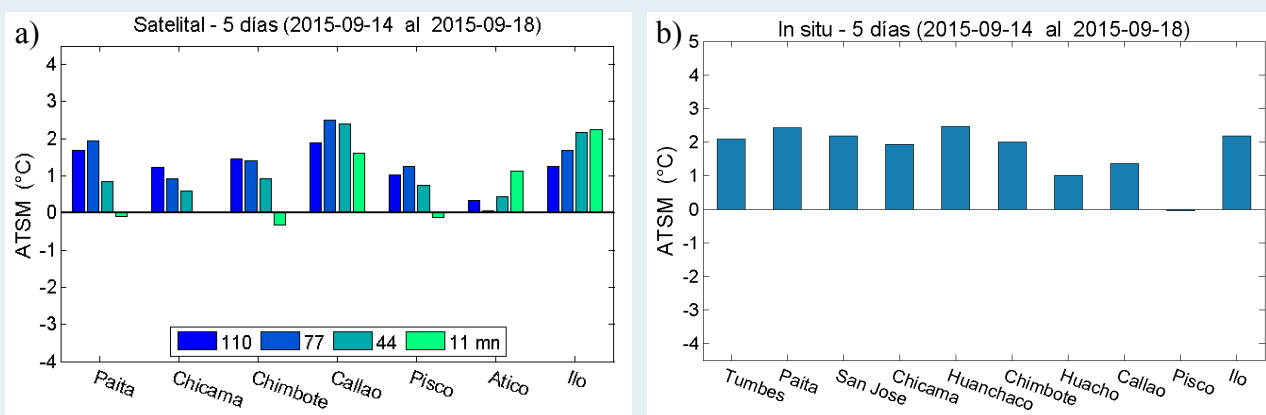 a)
Satelital - 5 días (2015-09-14 al 2015-09-18)
ATSM (°C)
4
3
2
1
0
-1
-2
-3
-4
110 77 44 11 mn
Paita Chicama Chimbote Callao Pisco Atico Ilo
b)
In situ - 5 días (2015-09-14 al 2015-09-18)
ATSM (°C)
5
4
3
2
1
0
-1
-2
-3
-4
Tumbes Paita San Jose Chicama Huanchaco Chimbote Huacho Callao Pisco Ilo